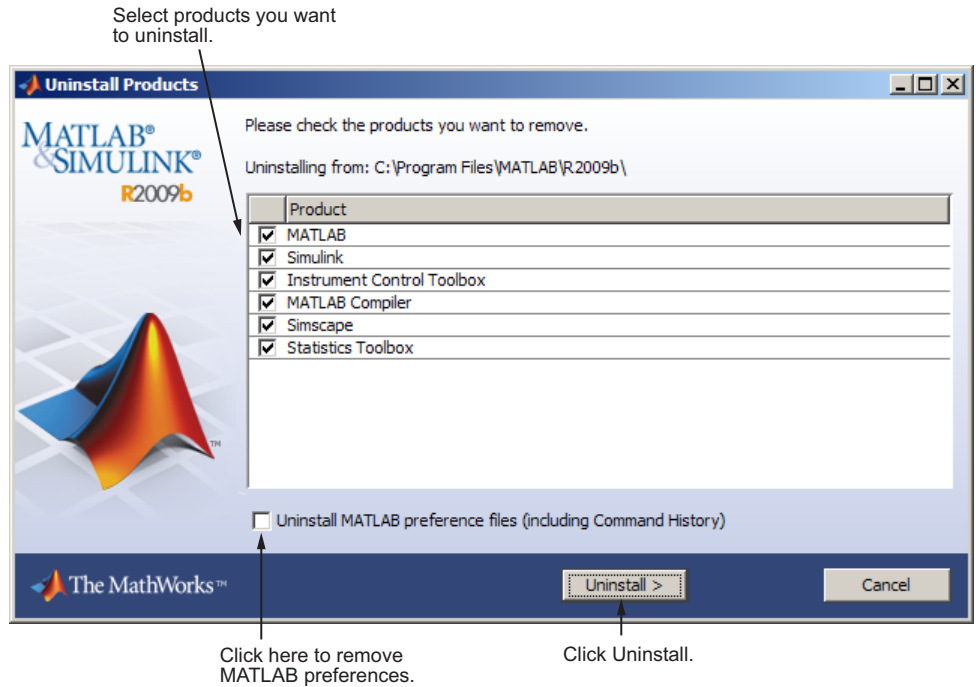 Select products you want
to uninstall.
Uninstall Products
MATLAB®
&SIMULINK®
R2009b
Please check the products you want to remove.
Uninstalling from: C:\Program Files\MATLAB\R2009b\
Product
MATLAB
Simulink
Instrument Control Toolbox
MATLAB Compiler
Simscape
Statistics Toolbox
TM
Uninstall MATLAB preference files (including Command History)
The MathWorks™
Uninstall >
Cancel
Click here to remove
MATLAB preferences.
Click Uninstall.